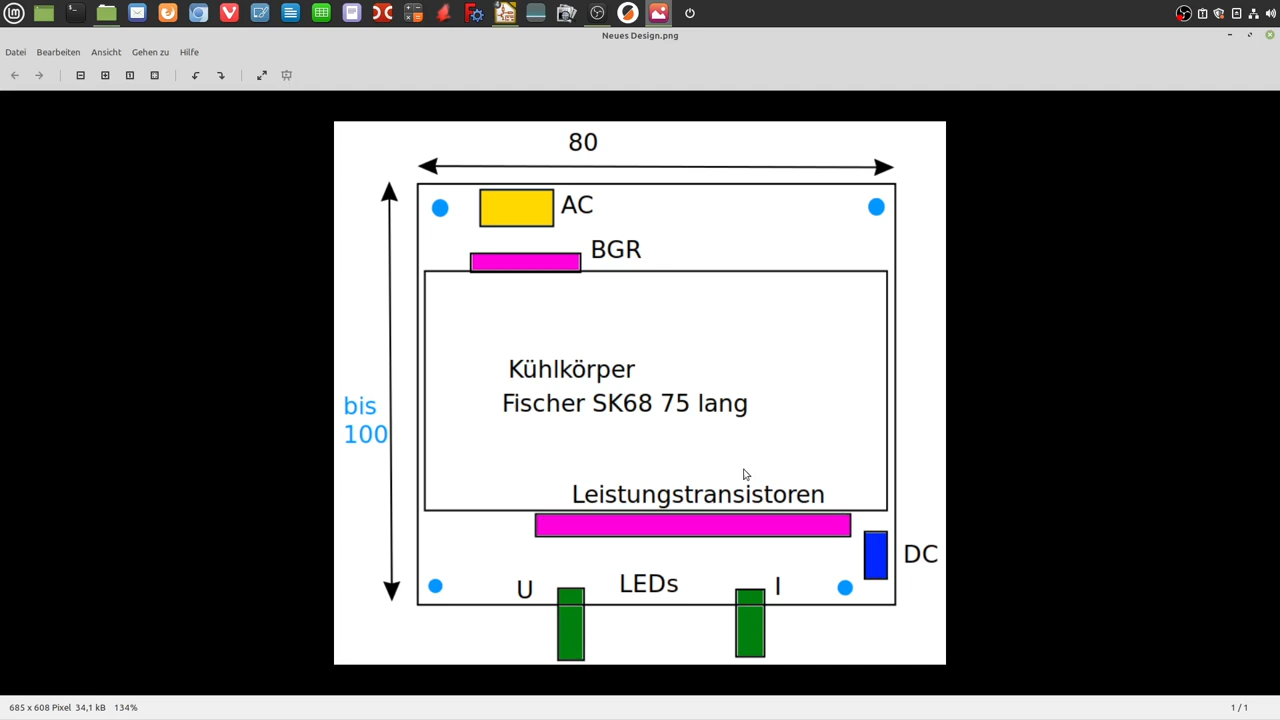 Neues Design.png
Datei Bearbeiten Ansicht Gehen zu Hilfe
80
AC
BGR
Kühlkörper
Fischer SK68 75 lang
bis
100
Leistungstransistoren
DC
U LEDs I
685 x 608 Pixel 34,1 kB 134% 1 / 1